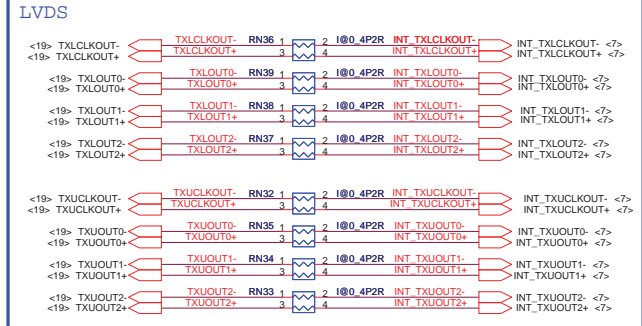 LVDS
<19> TXLCLKOUT- TXLCLKOUT- RN36 1 2 I@0_4P2R INT_TXLCLKOUT- INT_TXLCLKOUT- <7>
<19> TXLCLKOUT+ TXLCLKOUT+ 3 4 INT_TXLCLKOUT+ INT_TXLCLKOUT+ <7>
<19> TXLOUT0- TXLOUT0- RN39 1 2 I@0_4P2R INT_TXLOUT0- INT_TXLOUT0- <7>
<19> TXLOUT0+ TXLOUT0+ 3 4 INT_TXLOUT0+ INT_TXLOUT0+ <7>
<19> TXLOUT1- TXLOUT1- RN38 1 2 I@0_4P2R INT_TXLOUT1- INT_TXLOUT1- <7>
<19> TXLOUT1+ TXLOUT1+ 3 4 INT_TXLOUT1+ INT_TXLOUT1+ <7>
<19> TXLOUT2- TXLOUT2- RN37 1 2 I@0_4P2R INT_TXLOUT2- INT_TXLOUT2- <7>
<19> TXLOUT2+ TXLOUT2+ 3 4 INT_TXLOUT2+ INT_TXLOUT2+ <7>
<19> TXUCLKOUT- TXUCLKOUT- RN32 1 2 I@0_4P2R INT_TXUCLKOUT- INT_TXUCLKOUT- <7>
<19> TXUCLKOUT+ TXUCLKOUT+ 3 4 INT_TXUCLKOUT+ INT_TXUCLKOUT+ <7>
<19> TXUOUT0- TXUOUT0- RN35 1 2 I@0_4P2R INT_TXUOUT0- INT_TXUOUT0- <7>
<19> TXUOUT0+ TXUOUT0+ 3 4 INT_TXUOUT0+ INT_TXUOUT0+ <7>
<19> TXUOUT1- TXUOUT1- RN34 1 2 I@0_4P2R INT_TXUOUT1- INT_TXUOUT1- <7>
<19> TXUOUT1+ TXUOUT1+ 3 4 INT_TXUOUT1+ INT_TXUOUT1+ <7>
<19> TXUOUT2- TXUOUT2- RN33 1 2 I@0_4P2R INT_TXUOUT2- INT_TXUOUT2- <7>
<19> TXUOUT2+ TXUOUT2+ 3 4 INT_TXUOUT2+ INT_TXUOUT2+ <7>